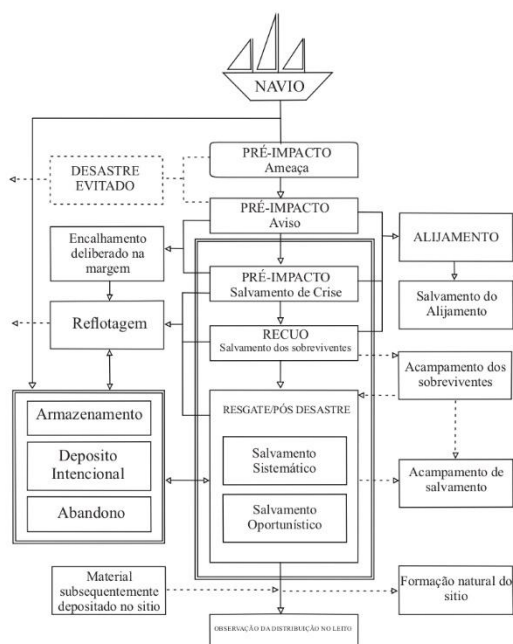 NAVIO
PRÉ-IMPACTO
Ameaça
DESASTRE
EVITADO
PRÉ-IMPACTO
Aviso
Encalhamento
deliberado na
margem
ALIJAMENTO
PRÉ-IMPACTO
Salvamento de Crise
Salvamento do
Alijamento
Reflotagem
RECUO
Salvamento dos sobreviventes
Acampamento dos
sobreviventes
RESGATE/PÓS DESASTRE
Armazenamento
Deposito
Intencional
Abandono
Salvamento
Sistemático
Salvamento
Oportunístico
Acampamento de
salvamento
Material
subsequentemente
depositado no sitio
Formação natural do
sitio
OBSERVAÇÃO DA DISTRIBUIÇÃO NO LEITO